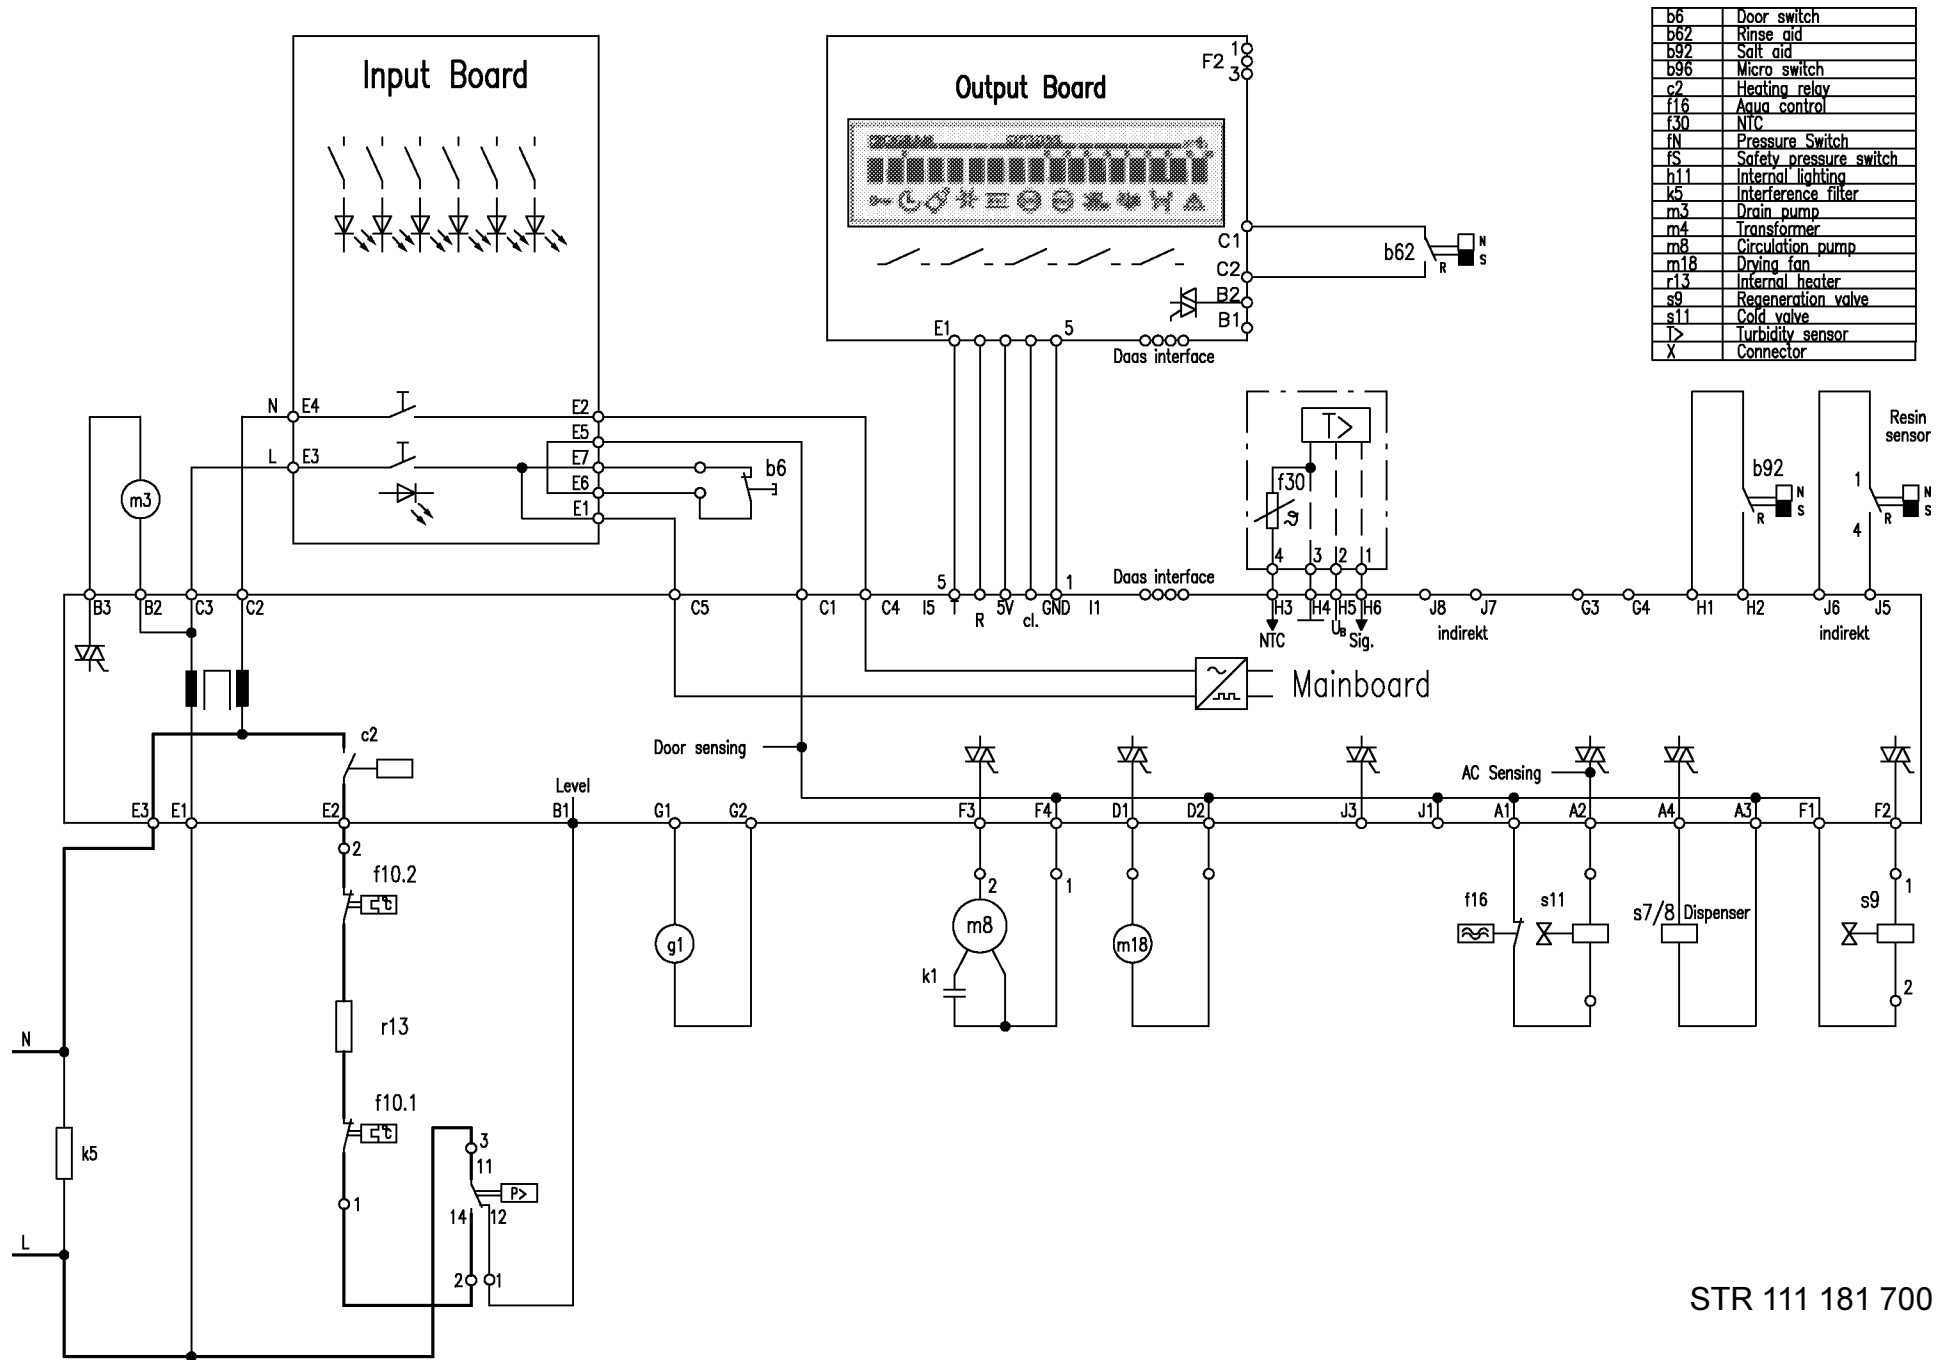 Input Board
Output Board
1
F2
3
b6 Door switch
b62 Rinse aid
b92 Salt aid
b96 Micro switch
c2 Heating relay
f16 Aqua control
f30 NTC
fN Pressure Switch
fS Safety pressure switch
h11 Internal lighting
k5 Interference filter
m3 Drain pump
m4 Transformer
m8 Circulation pump
m18 Drying fan
r13 Internal heater
s9 Regeneration valve
s11 Cold valve
T> Turbidity sensor
X Connector
C1
C2
B2
B1
b62
N
S
R
E1 5
Daas interface
N E4 E2
E5
L E3 E7
E6
E1
b6
m3
T>
f30
ϑ
4 3 2 1
b92
N
S
R
Resin
sensor
1
4
N
S
R
5 1 Daas interface
B3 B2 C3 C2 C5 C1 C4 I5 T R 5V cl. GND I1 H3 H4 H5 H6 J8 J7 G3 G4 H1 H2 J6 J5
NTC UB Sig. indirekt indirekt
Mainboard
c2
Door sensing
AC Sensing
Level
E3 E1 E2 B1 G1 G2 F3 F4 D1 D2 J3 J1 A1 A2 A4 A3 F1 F2
2
f10.2
°C
g1
2 1
m8
k1
m18
f16 s11
s7/8 Dispenser
s9
1
2
N
r13
f10.1
°C
k5
1
3
11
P>
14 12
2 1
L
STR 111 181 700